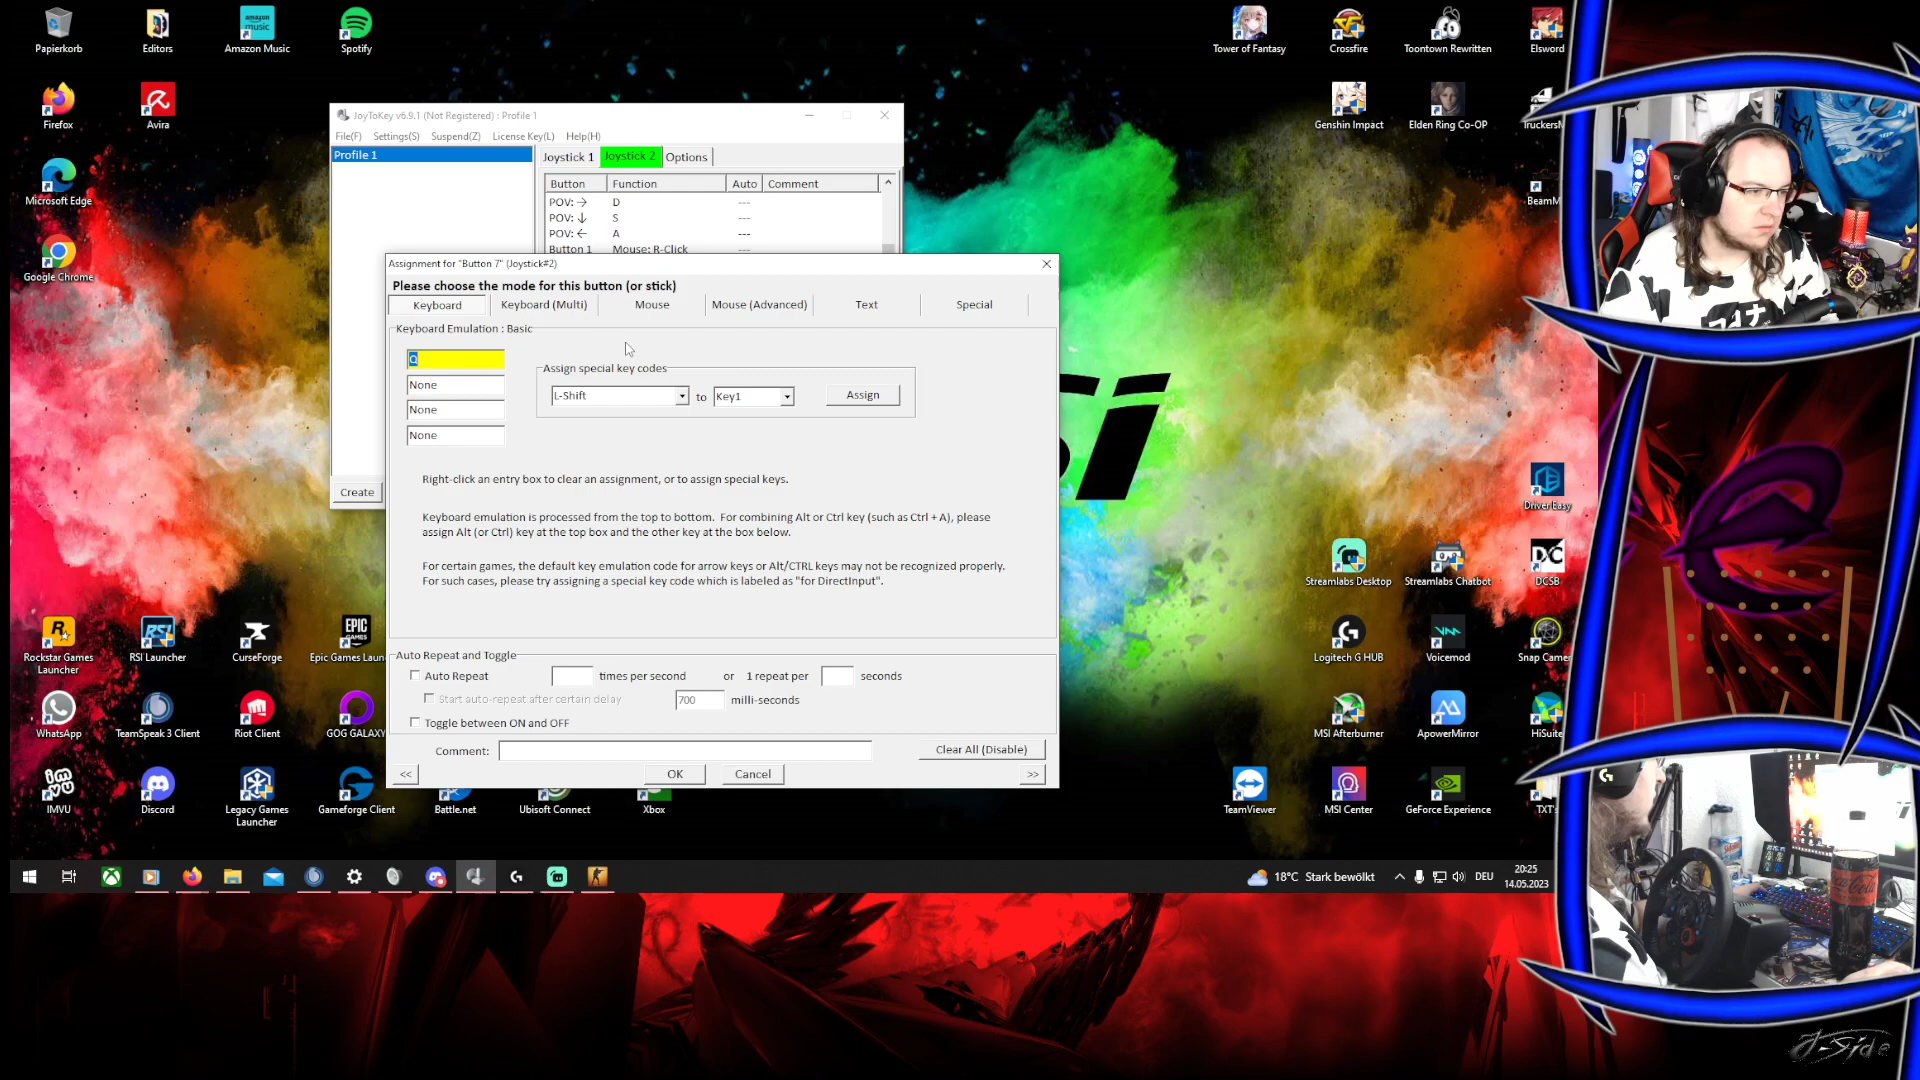 Papierkorb
Editors
Amazon Music
Spotify
amazon music
Tower of Fantasy
Crossfire
Toontown Rewritten
Elsword
Firefox
Avira
Genshin Impact
Elden Ring Co-OP
TruckersM
Microsoft Edge
BeamM
Google Chrome
JoyToKey v6.9.1 (Not Registered) : Profile 1
File(F) Settings(S) Suspend(Z) License Key(L) Help(H)
Profile 1
Joystick 1 Joystick 2 Options
Button Function Auto Comment
POV: → D ---
POV: ↓ S ---
POV: ← A ---
Button 1 Mouse: R-Click ---
Create
Assignment for "Button 7" (Joystick#2)
Please choose the mode for this button (or stick)
Keyboard Keyboard (Multi) Mouse Mouse (Advanced) Text Special
Keyboard Emulation : Basic
Q
None
None
None
Assign special key codes
L-Shift to Key1 Assign
Right-click an entry box to clear an assignment, or to assign special keys.
Keyboard emulation is processed from the top to bottom. For combining Alt or Ctrl key (such as Ctrl + A), please
assign Alt (or Ctrl) key at the top box and the other key at the box below.
For certain games, the default key emulation code for arrow keys or Alt/CTRL keys may not be recognized properly.
For such cases, please try assigning a special key code which is labeled as "for DirectInput".
Auto Repeat and Toggle
Auto Repeat times per second or 1 repeat per seconds
Start auto-repeat after certain delay 700 milli-seconds
Toggle between ON and OFF
Comment: Clear All (Disable)
<< OK Cancel >>
Driver Easy
Streamlabs Desktop
Streamlabs Chatbot
DC
DCSB
Rockstar Games Launcher
RSI
RSI Launcher
CurseForge
EPIC GAMES
Epic Games Laun
Logitech G HUB
Voicemod
Snap Camer
WhatsApp
TeamSpeak 3 Client
Riot Client
GOG GALAXY
MSI Afterburner
ApowerMirror
HiSuite
IMVU
Discord
Legacy Games Launcher
Gameforge Client
Battle.net
Ubisoft Connect
Xbox
TeamViewer
MSI Center
GeForce Experience
TXT's
18°C Stark bewölkt
DEU
20:25
14.05.2023